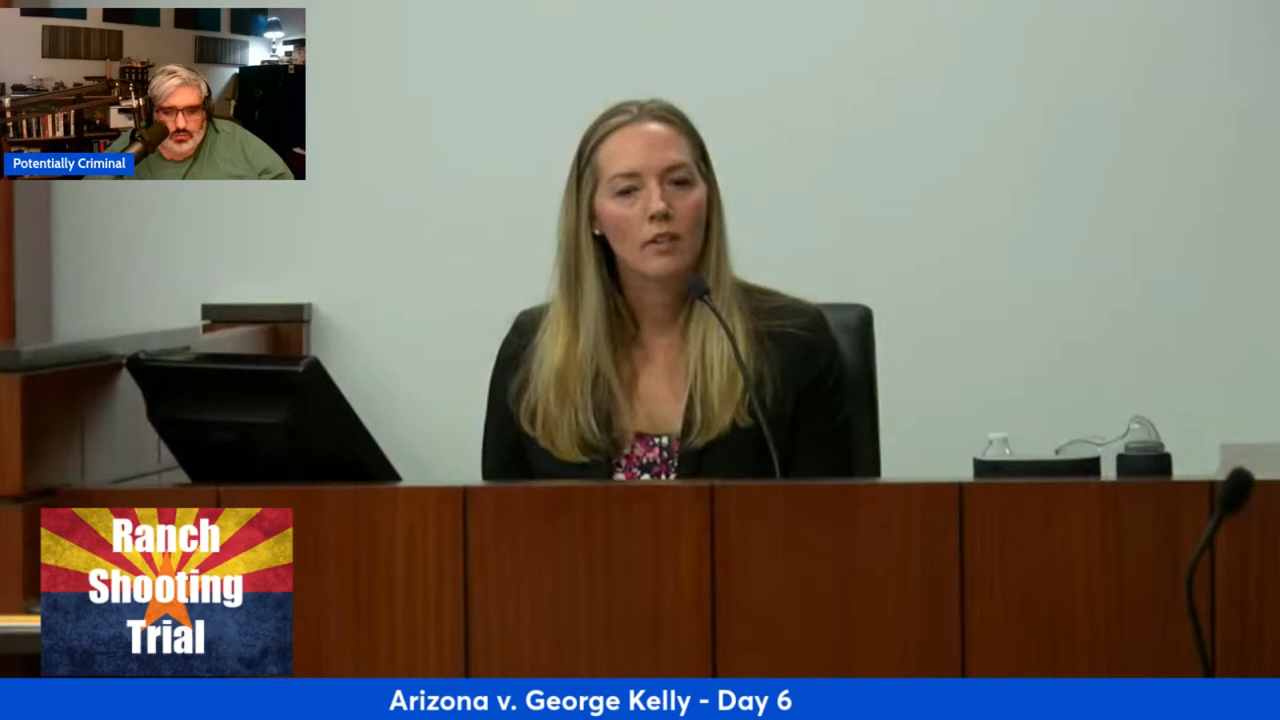 Potentially Criminal
Ranch
Shooting
Trial
Arizona v. George Kelly - Day 6